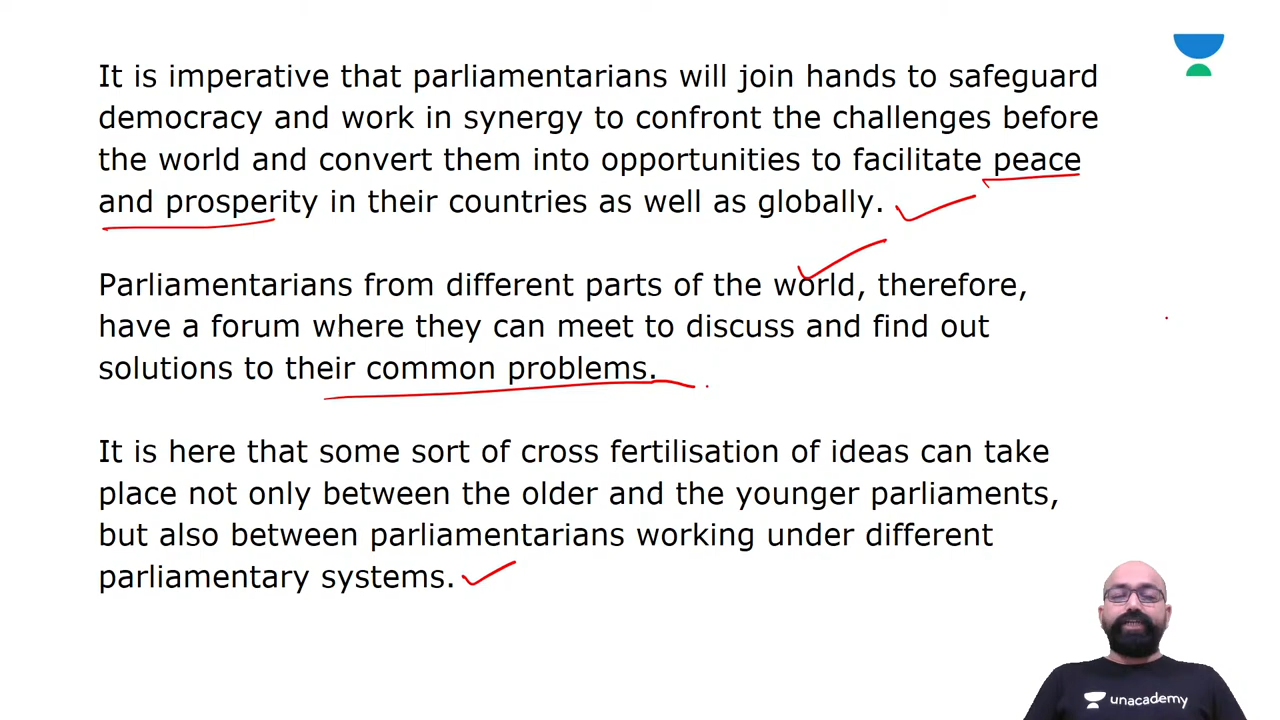 It is imperative that parliamentarians will join hands to safeguard
democracy and work in synergy to confront the challenges before
the world and convert them into opportunities to facilitate peace
and prosperity in their countries as well as globally.
Parliamentarians from different parts of the world, therefore,
have a forum where they can meet to discuss and find out
solutions to their common problems.
It is here that some sort of cross fertilisation of ideas can take
place not only between the older and the younger parliaments,
but also between parliamentarians working under different
parliamentary systems.
unacademy